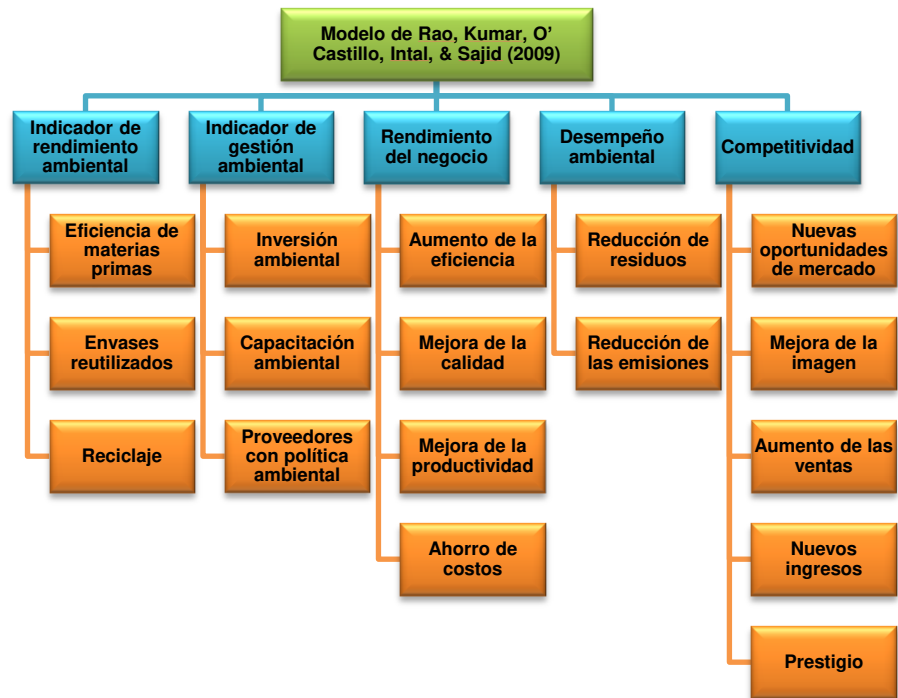 Modelo de Rao, Kumar, O’
Castillo, Intal, & Sajid (2009)
Indicador de
rendimiento
ambiental
Indicador de
gestión
ambiental
Rendimiento
del negocio
Desempeño
ambiental
Competitividad
Eficiencia de
materias
primas
Envases
reutilizados
Reciclaje
Inversión
ambiental
Capacitación
ambiental
Proveedores
con política
ambiental
Aumento de la
eficiencia
Mejora de la
calidad
Mejora de la
productividad
Ahorro de
costos
Reducción de
residuos
Reducción de
las emisiones
Nuevas
oportunidades
de mercado
Mejora de la
imagen
Aumento de las
ventas
Nuevos
ingresos
Prestigio